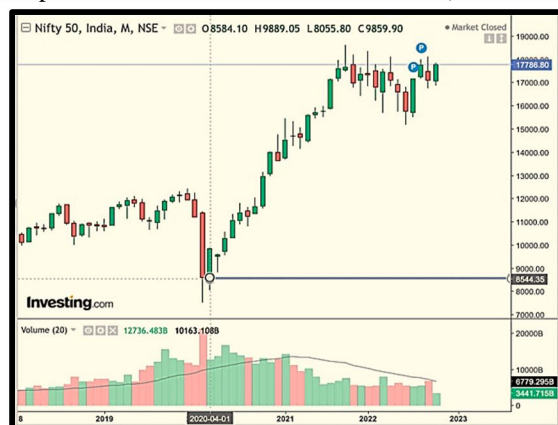 Nifty 50, India, M, NSE O8584.10 H9889.05 L8055.80 C9859.90
Market Closed
19000.00
P
17786.80
P
17000.00
16000.00
15000.00
14000.00
13000.00
12000.00
11000.00
10000.00
9000.00
8544.35
8000.00
7000.00
Investing.com
Volume (20) 12736.483B 10163.108B
20000B
10000B
6779.295B
3441.715B
0
8 2019 2020-04-01 2021 2022 2023